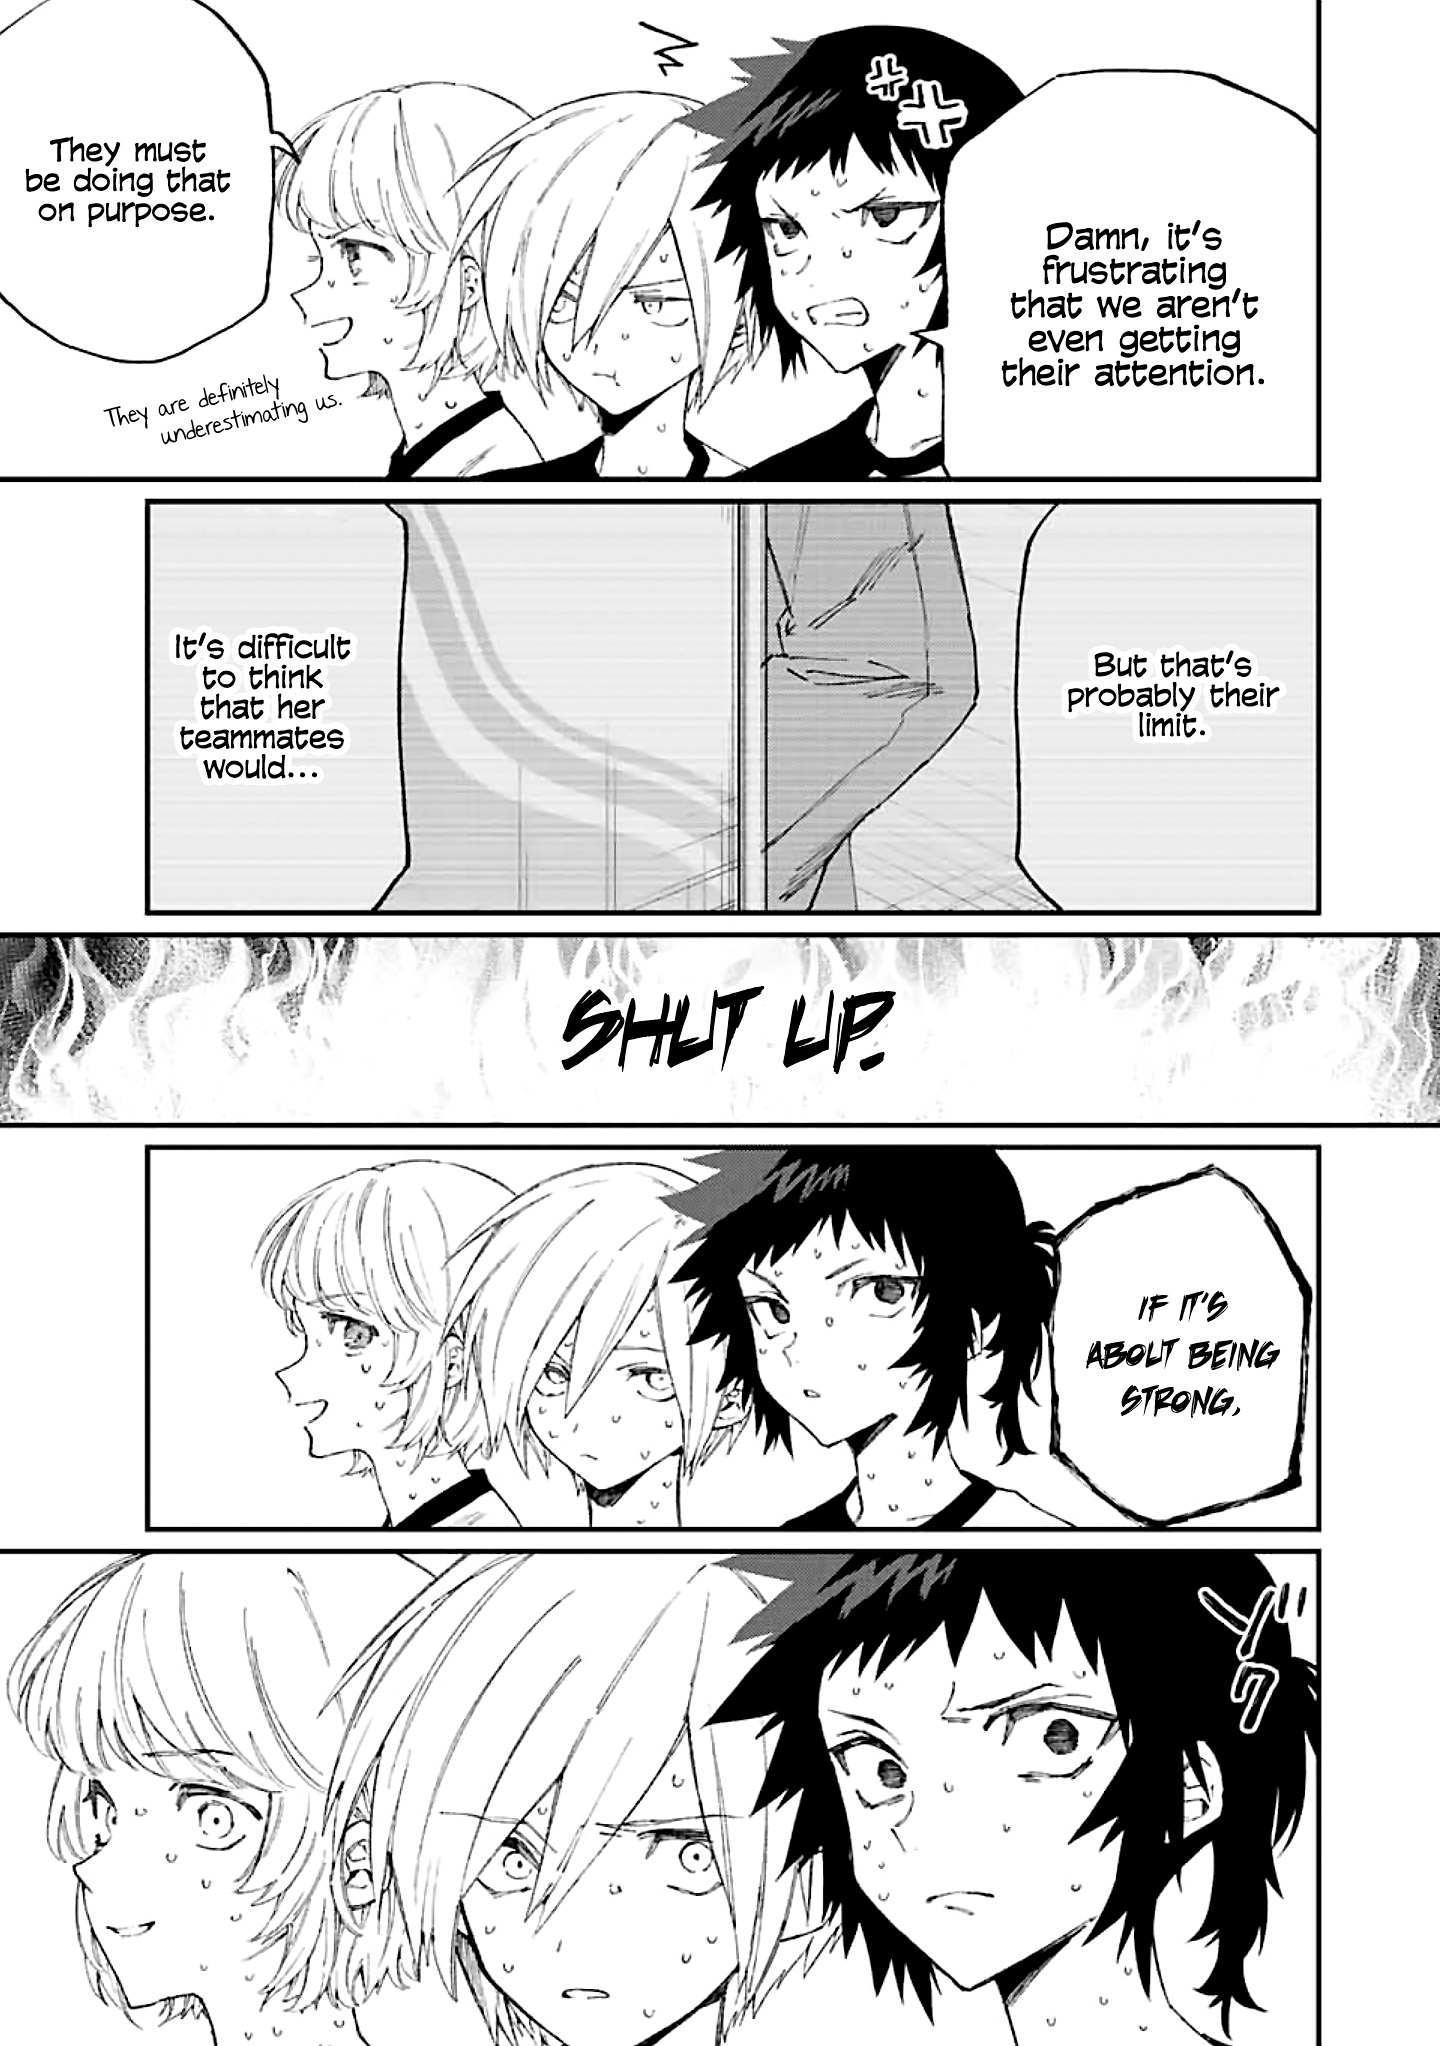 Damn, it's
frustrating
that we aren't
even getting
their attention.
They must
be doing that
on purpose.
They are definitely
underestimating us.
But that's
probably their
limit.
It's difficult
to think
that her
teammates
would...
SHUT UP.
IF IT'S
ABOUT BEING
STRONG,
ゾク